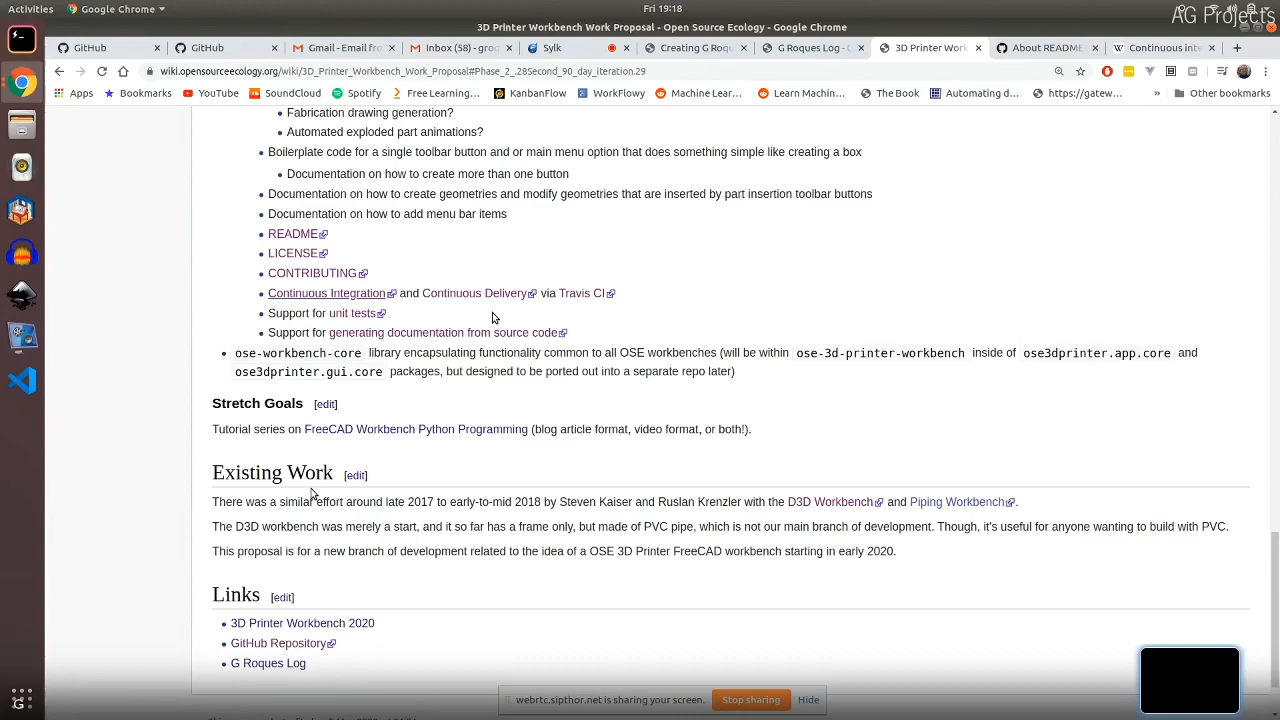 Activities
Google Chrome
Fri 19:18
AG Projects
3D Printer Workbench Work Proposal - Open Source Ecology - Google Chrome
GitHub
GitHub
Gmail - Email fro
Inbox (58) - groq
Sylk
Creating G Roq
G Roques Log - O
3D Printer Work
About README
Continuous inte
wiki.opensourceecology.org/wiki/3D_Printer_Workbench_Work_Proposal#Phase_2_.28Second_90_day_iteration.29
Apps
Bookmarks
YouTube
SoundCloud
Spotify
Free Learning...
KanbanFlow
WorkFlowy
Machine Lear...
Learn Machin...
The Book
Automating d...
https://gatew...
»
Other bookmarks
Fabrication drawing generation?
Automated exploded part animations?
Boilerplate code for a single toolbar button and or main menu option that does something simple like creating a box
Documentation on how to create more than one button
Documentation on how to create geometries and modify geometries that are inserted by part insertion toolbar buttons
Documentation on how to add menu bar items
README
LICENSE
CONTRIBUTING
Continuous Integration and Continuous Delivery via Travis CI
Support for unit tests
Support for generating documentation from source code
ose-workbench-core library encapsulating functionality common to all OSE workbenches (will be within ose-3d-printer-workbench inside of ose3dprinter.app.core and
ose3dprinter.gui.core packages, but designed to be ported out into a separate repo later)
Stretch Goals [edit]
Tutorial series on FreeCAD Workbench Python Programming (blog article format, video format, or both!).
Existing Work [edit]
There was a similar effort around late 2017 to early-to-mid 2018 by Steven Kaiser and Ruslan Krenzler with the D3D Workbench and Piping Workbench.
The D3D workbench was merely a start, and it so far has a frame only, but made of PVC pipe, which is not our main branch of development. Though, it's useful for anyone wanting to build with PVC.
This proposal is for a new branch of development related to the idea of a OSE 3D Printer FreeCAD workbench starting in early 2020.
Links [edit]
3D Printer Workbench 2020
GitHub Repository
G Roques Log
webrtc.sipthor.net is sharing your screen.
Stop sharing
Hide